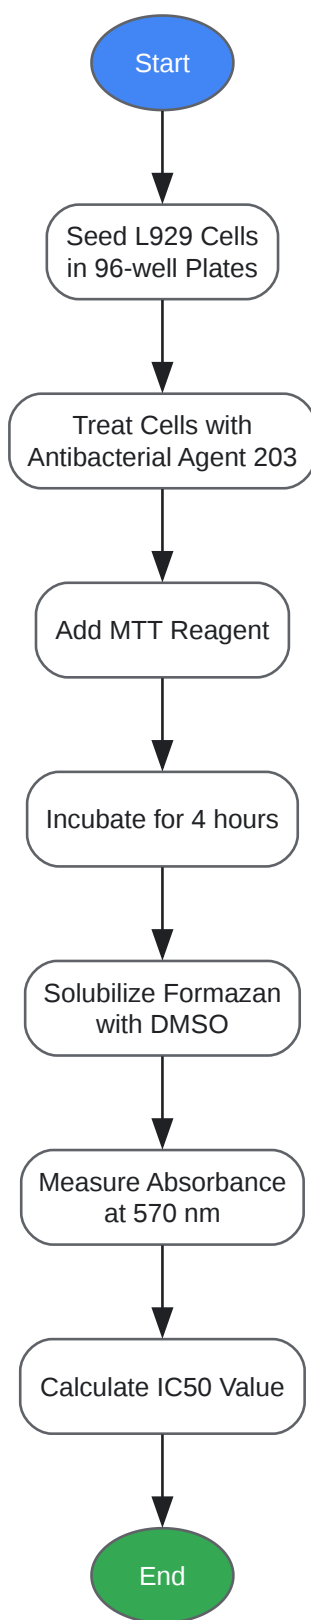 Start
Seed L929 Cells
in 96-well Plates
Treat Cells with
Antibacterial Agent 203
Add MTT Reagent
Incubate for 4 hours
Solubilize Formazan
with DMSO
Measure Absorbance
at 570 nm
Calculate IC50 Value
End